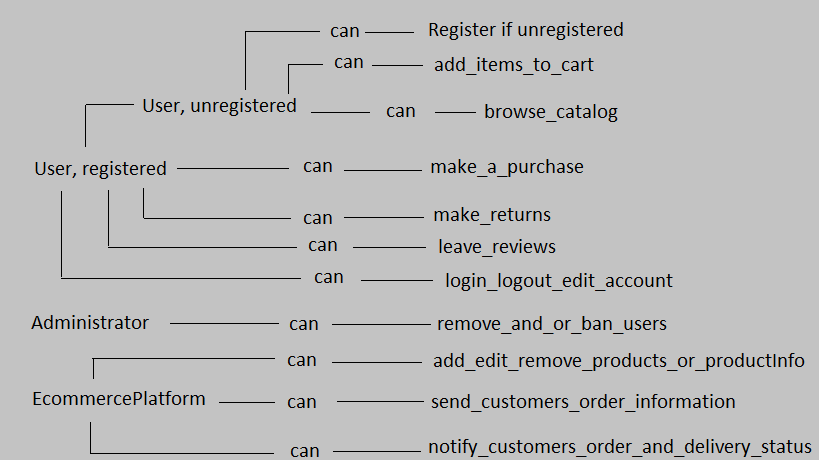 can Register if unregistered
can add_items_to_cart
User, unregistered can browse_catalog
User, registered can make_a_purchase
can make_returns
can leave_reviews
can login_logout_edit_account
Administrator can remove_and_or_ban_users
can add_edit_remove_products_or_productInfo
EcommercePlatform can send_customers_order_information
can notify_customers_order_and_delivery_status